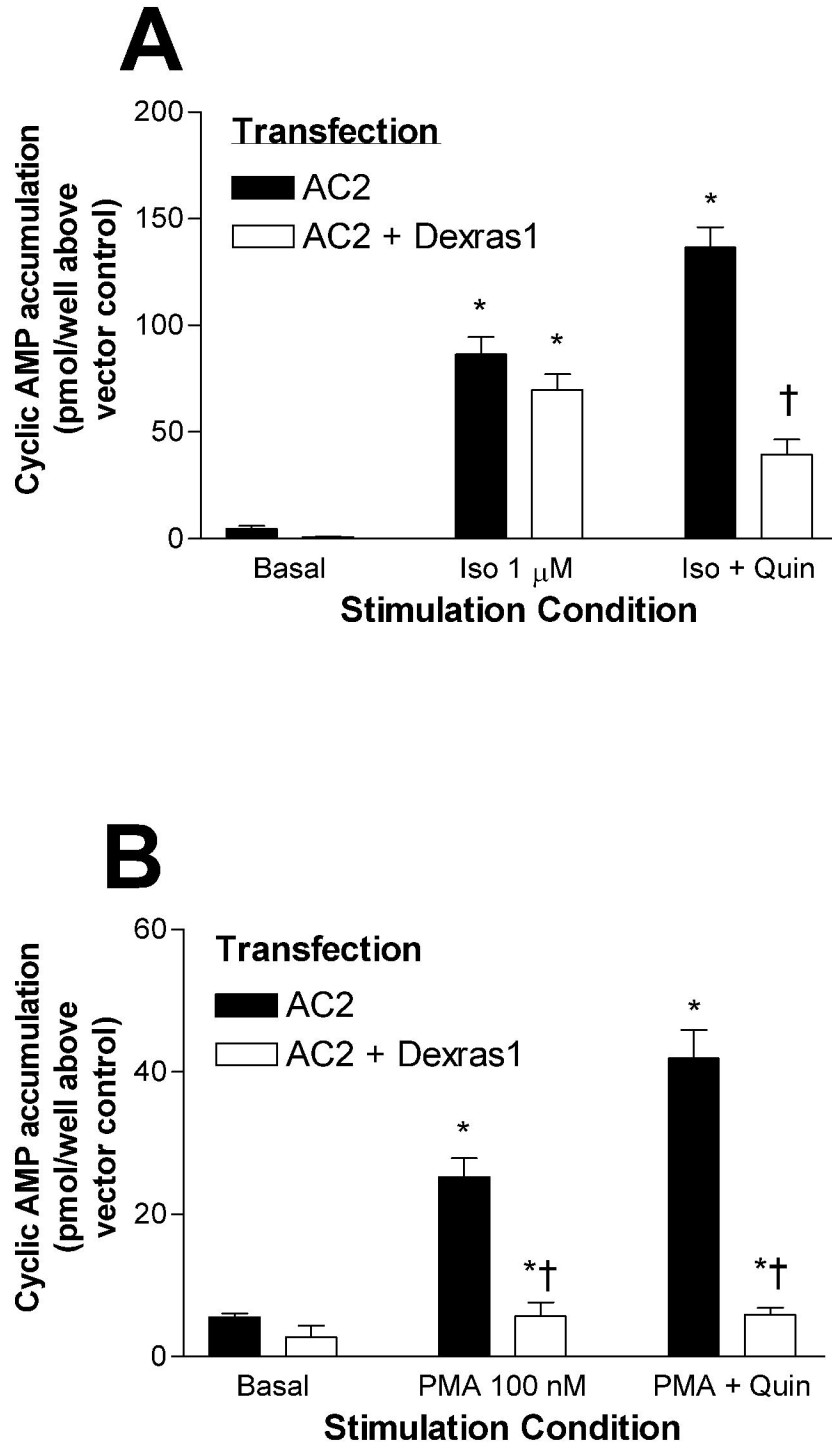 A
Cyclic AMP accumulation
(pmol/well above
vector control)
200
150
100
50
0
Transfection
AC2
AC2 + Dexras1
*
*
*
†
Basal
Iso 1 μM
Iso + Quin
Stimulation Condition
B
Cyclic AMP accumulation
(pmol/well above
vector control)
60
40
20
0
Transfection
AC2
AC2 + Dexras1
*
*†
*
*†
Basal
PMA 100 nM
PMA + Quin
Stimulation Condition